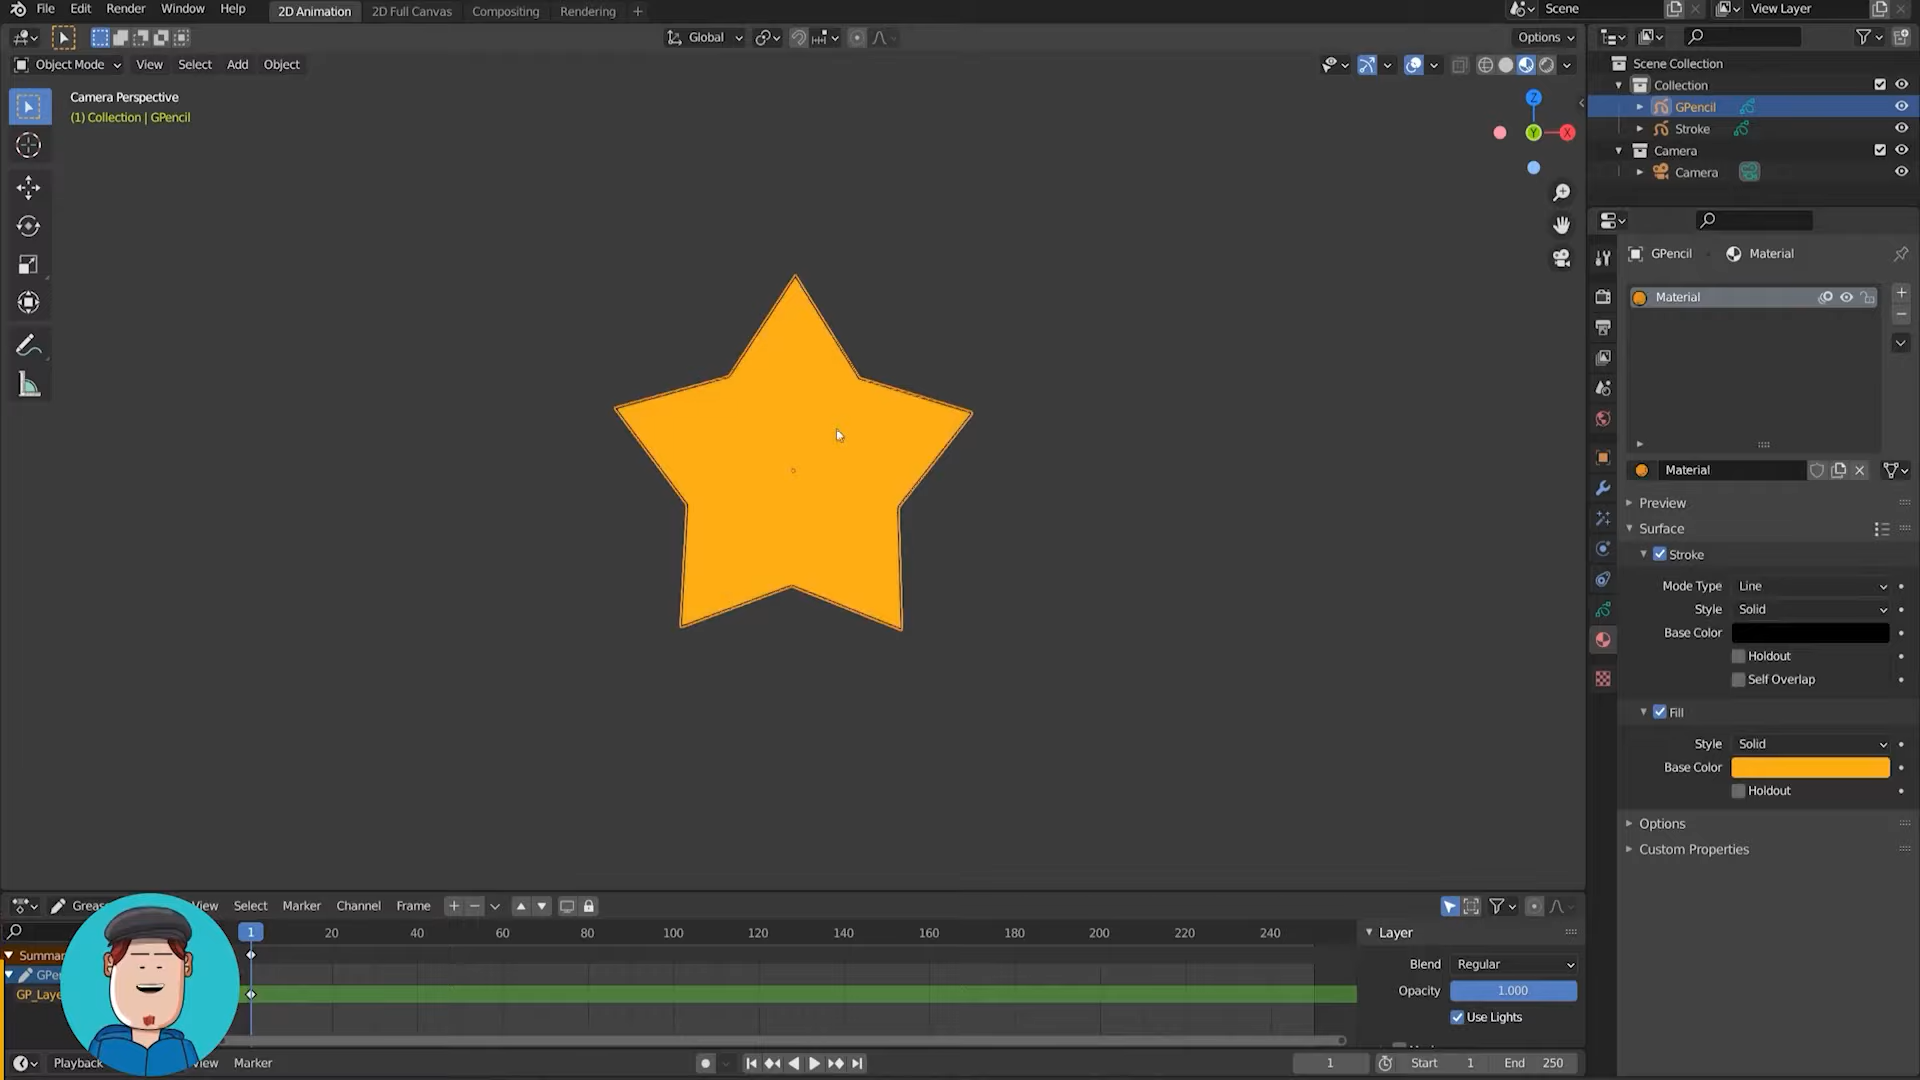 File Edit Render Window Help 2D Animation 2D Full Canvas Compositing Rendering + Scene View Layer
Global Options
Object Mode View Select Add Object
Camera Perspective
(1) Collection | GPencil
Z
Y X
Scene Collection
Collection
GPencil
Stroke
Camera
Camera
GPencil Material
Material
Material
Preview
Surface
Stroke
Mode Type Line
Style Solid
Base Color
Holdout
Self Overlap
Fill
Style Solid
Base Color
Holdout
Options
Custom Properties
Select Marker Channel Frame
1 20 40 60 80 100 120 140 160 180 200 220 240
Layer
Blend Regular
Opacity 1.000
Use Lights
GP_Laye
Playback Marker 1 Start 1 End 250